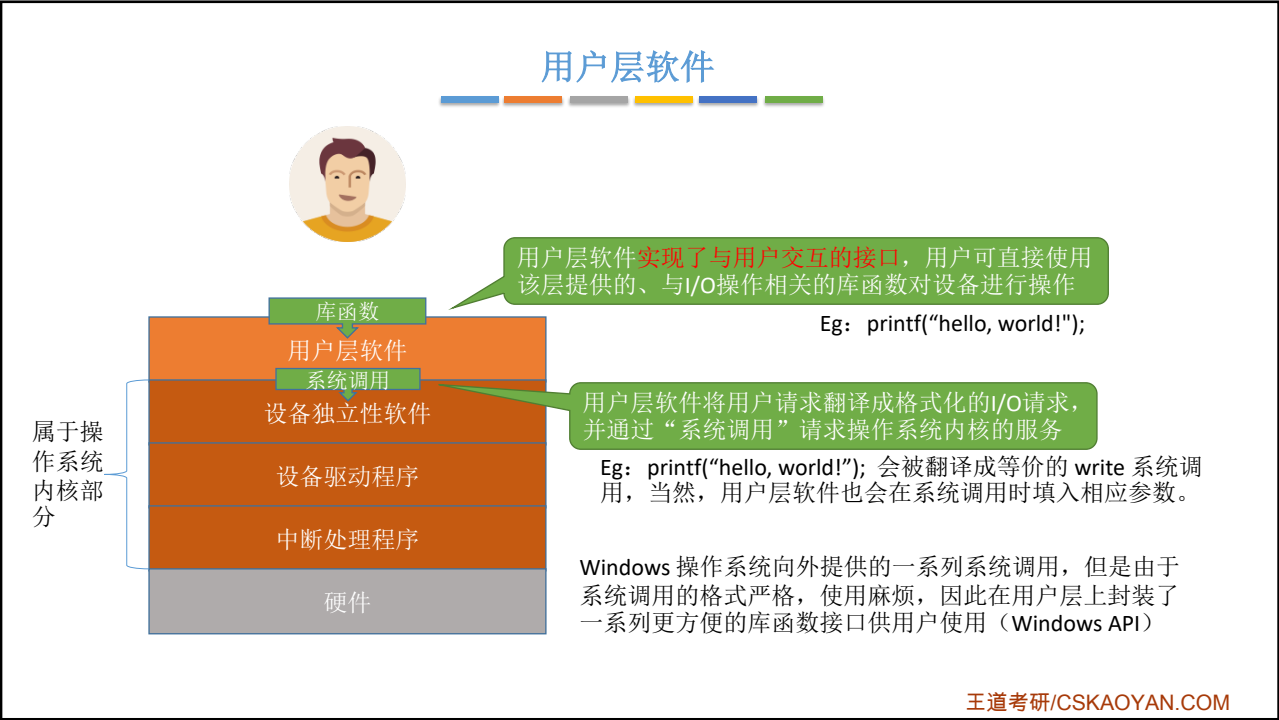 用户层软件
用户层软件实现了与用户交互的接口，用户可直接使用
该层提供的、与I/O操作相关的库函数对设备进行操作
库函数
Eg：printf(“hello, world!");
用户层软件
系统调用
用户层软件将用户请求翻译成格式化的I/O请求，
并通过“系统调用”请求操作系统内核的服务
设备独立性软件
属于操
作系统
内核部
分
Eg：printf(“hello, world!”); 会被翻译成等价的 write 系统调
用，当然，用户层软件也会在系统调用时填入相应参数。
设备驱动程序
中断处理程序
Windows 操作系统向外提供的一系列系统调用，但是由于
系统调用的格式严格，使用麻烦，因此在用户层上封装了
一系列更方便的库函数接口供用户使用（Windows API）
硬件
王道考研/CSKAOYAN.COM